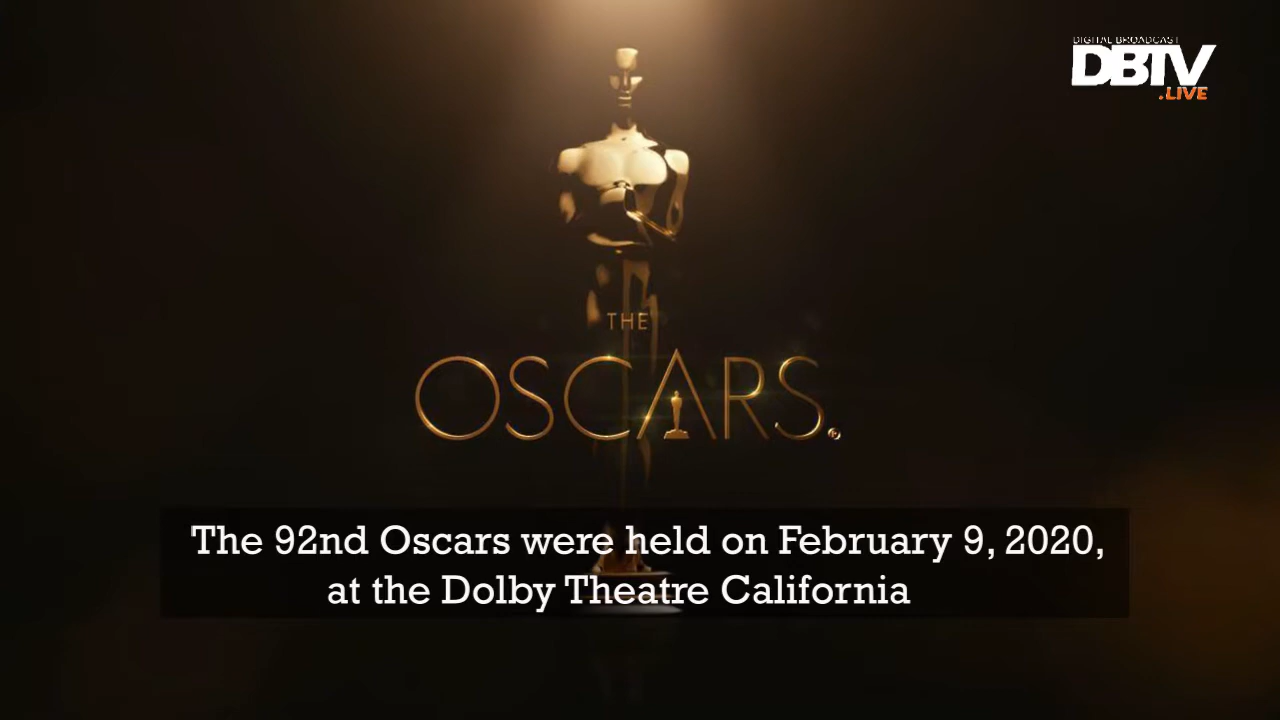 DIGITAL BROADCAST
DBTV
.LIVE
THE
OSCARS.
The 92nd Oscars were held on February 9, 2020,
at the Dolby Theatre California